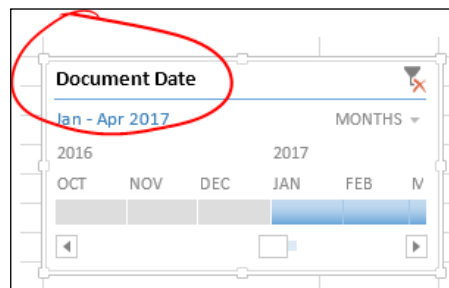 Document Date
Jan - Apr 2017 MONTHS
2016 2017
OCT NOV DEC JAN FEB M